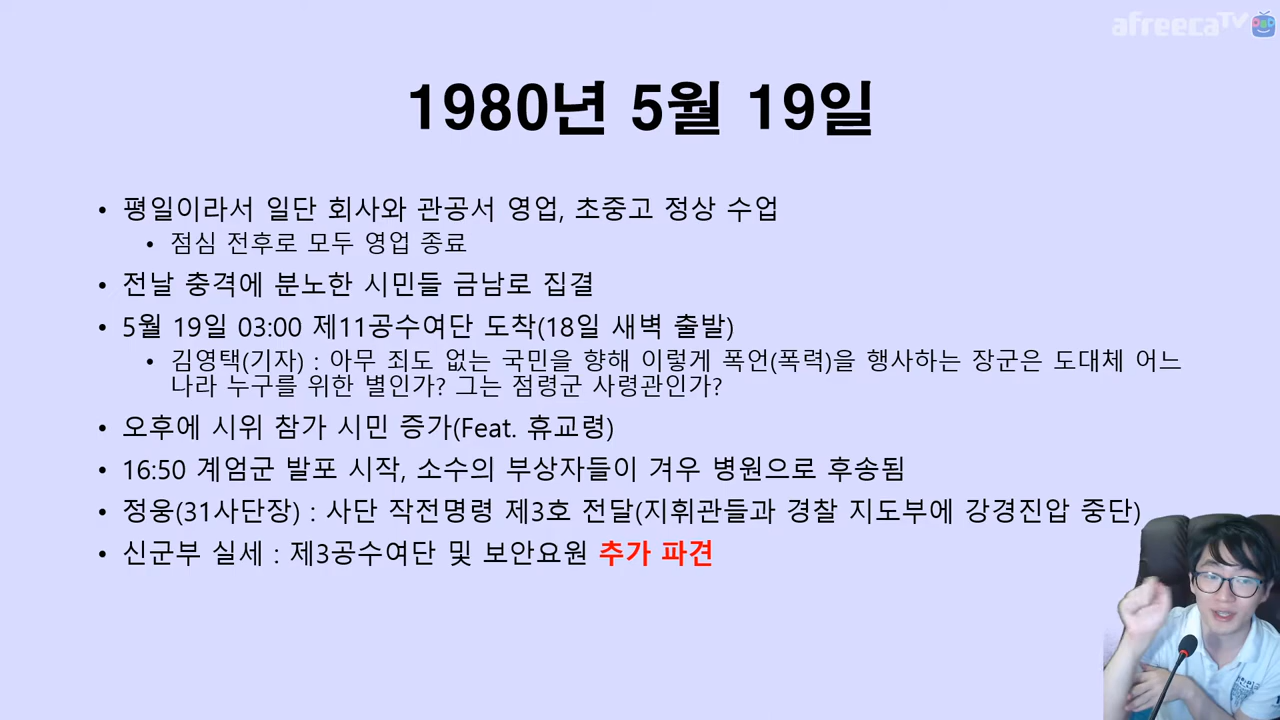 afreecaTV
1980년 5월 19일
• 평일이라서 일단 회사와 관공서 영업, 초중고 정상 수업
• 점심 전후로 모두 영업 종료
• 전날 충격에 분노한 시민들 금남로 집결
• 5월 19일 03:00 제11공수여단 도착(18일 새벽 출발)
• 김영택(기자) : 아무 죄도 없는 국민을 향해 이렇게 폭언(폭력)을 행사하는 장군은 도대체 어느
나라 누구를 위한 별인가? 그는 점령군 사령관인가?
• 오후에 시위 참가 시민 증가(Feat. 휴교령)
• 16:50 계엄군 발포 시작, 소수의 부상자들이 겨우 병원으로 후송됨
• 정웅(31사단장) : 사단 작전명령 제3호 전달(지휘관들과 경찰 지도부에 강경진압 중단)
• 신군부 실세 : 제3공수여단 및 보안요원 추가 파견